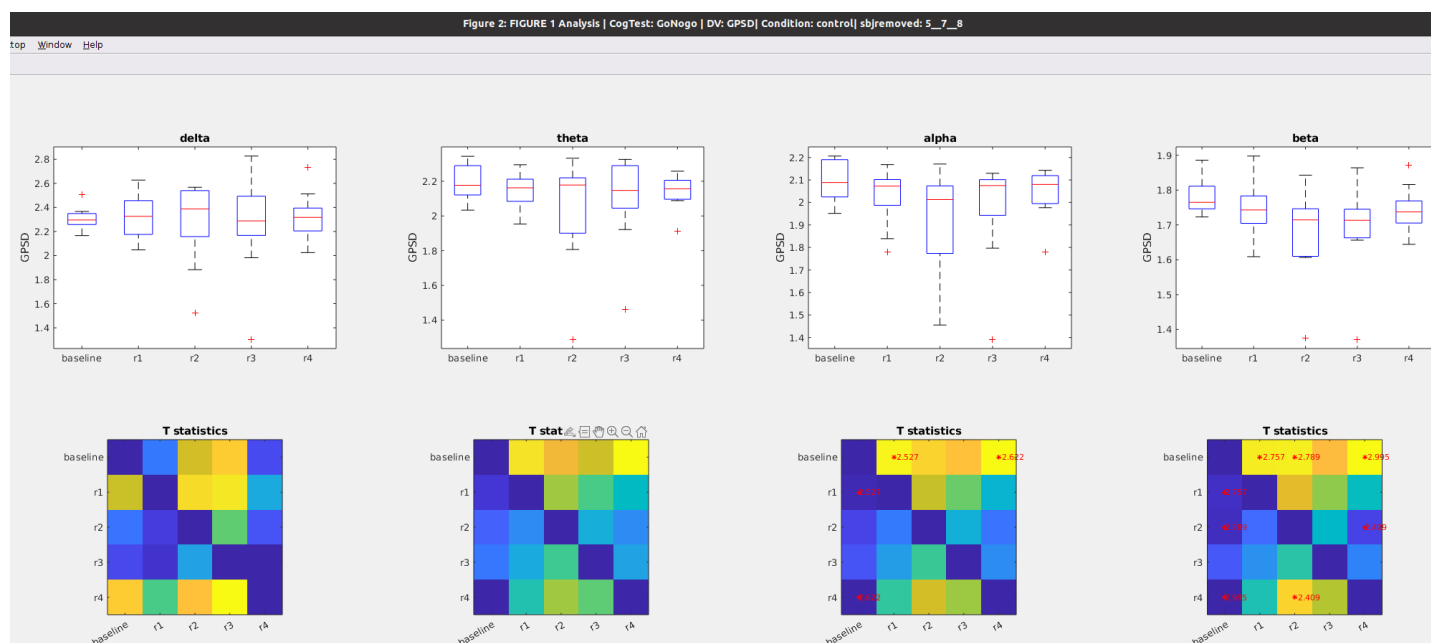 Figure 2: FIGURE 1 Analysis | CogTest: GoNogo | DV: GPSD| Condition: control| sbjremoved: 5__7__8
top Window Help
delta
GPSD
2.8
2.6
2.4
2.2
2
1.8
1.6
1.4
baseline r1 r2 r3 r4
theta
GPSD
2.2
2
1.8
1.6
1.4
baseline r1 r2 r3 r4
alpha
GPSD
2.2
2.1
2
1.9
1.8
1.7
1.6
1.5
1.4
baseline r1 r2 r3 r4
beta
GPSD
1.9
1.8
1.7
1.6
1.5
1.4
baseline r1 r2 r3 r4
T statistics
baseline
r1
r2
r3
r4
baseline r1 r2 r3 r4
T stat
baseline
r1
r2
r3
r4
baseline r1 r2 r3 r4
T statistics
baseline *2.527 *2.622
r1
r2
r3
r4
baseline r1 r2 r3 r4
T statistics
baseline *2.757 *2.789 *2.995
r1
r2
r3
r4 *2.409
baseline r1 r2 r3 r4